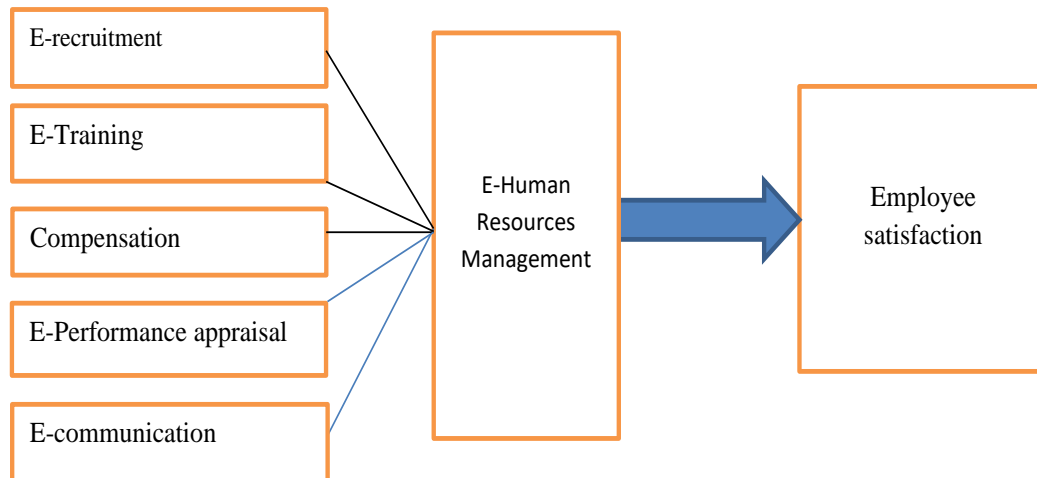 E-recruitment
E-Training
Compensation
E-Performance appraisal
E-communication
E-Human
Resources
Management
Employee
satisfaction